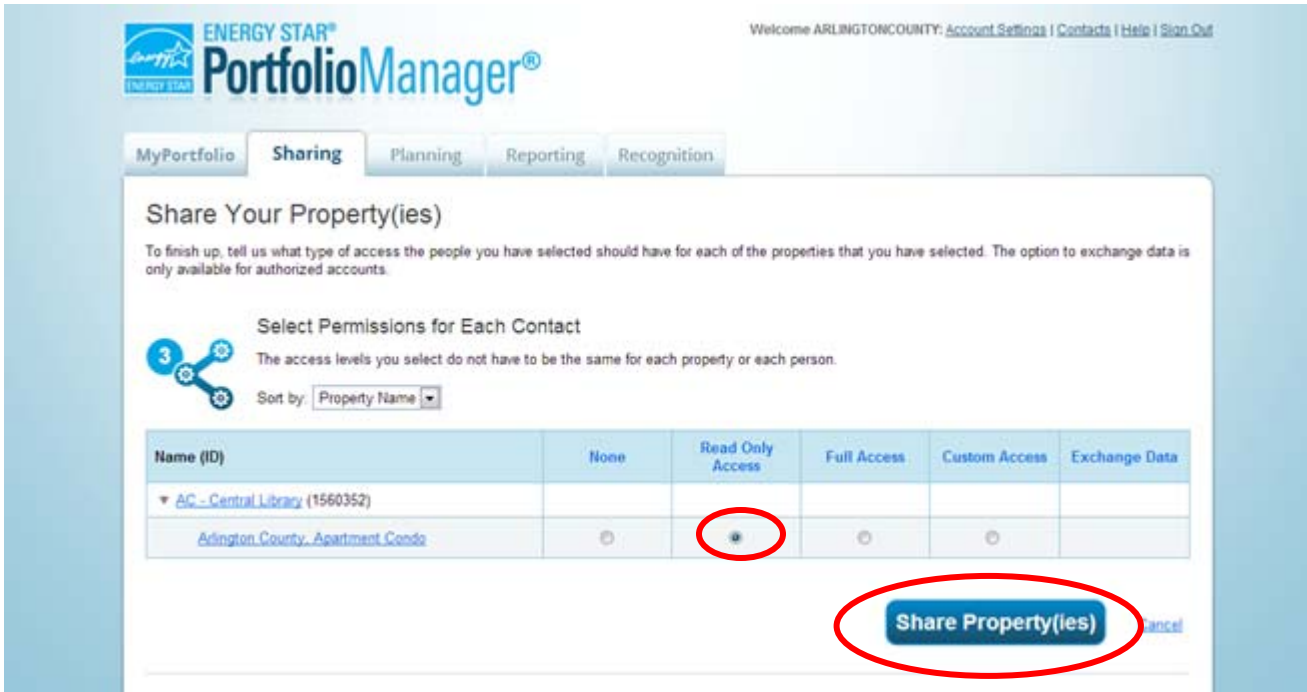 ENERGY STAR®
PortfolioManager®
ENERGY STAR
Welcome ARLINGTONCOUNTY: Account Settings | Contacts | Help | Sign Out
MyPortfolio Sharing Planning Reporting Recognition
Share Your Property(ies)
To finish up, tell us what type of access the people you have selected should have for each of the properties that you have selected. The option to exchange data is
only available for authorized accounts.
3
Select Permissions for Each Contact
The access levels you select do not have to be the same for each property or each person.
Sort by: Property Name
Name (ID) None Read Only Access Full Access Custom Access Exchange Data
AC - Central Library (1560352)
Arlington County, Apartment Condo
Share Property(ies) Cancel